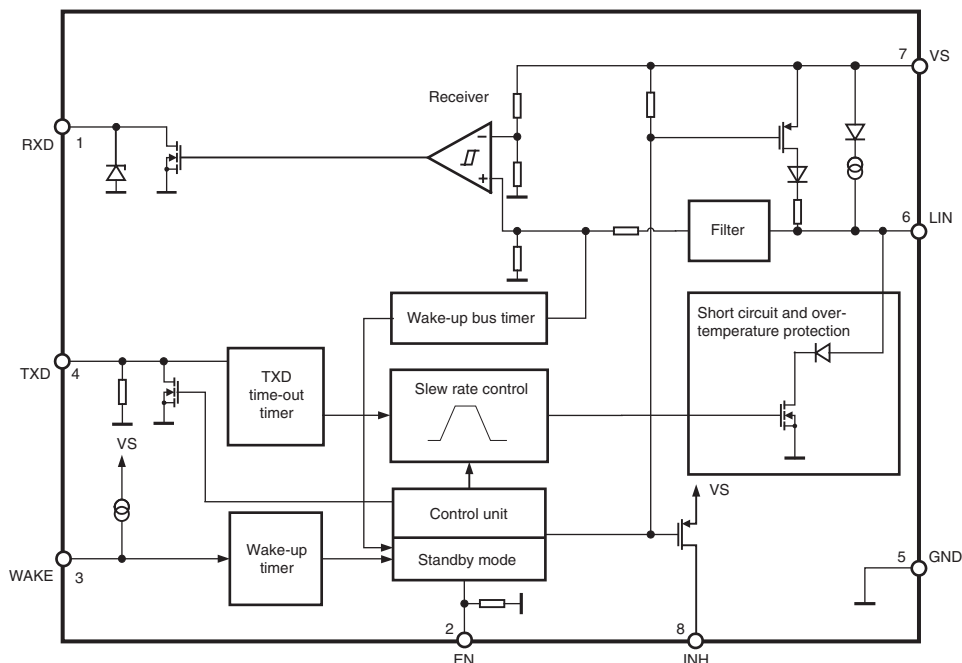 7
VS
Receiver
RXD
1
-
+
6
LIN
Filter
Short circuit and over-
temperature protection
Wake-up bus timer
TXD
4
TXD
time-out
timer
Slew rate control
VS
VS
Control unit
Standby mode
Wake-up
timer
WAKE
3
5
GND
2
EN
8
INH